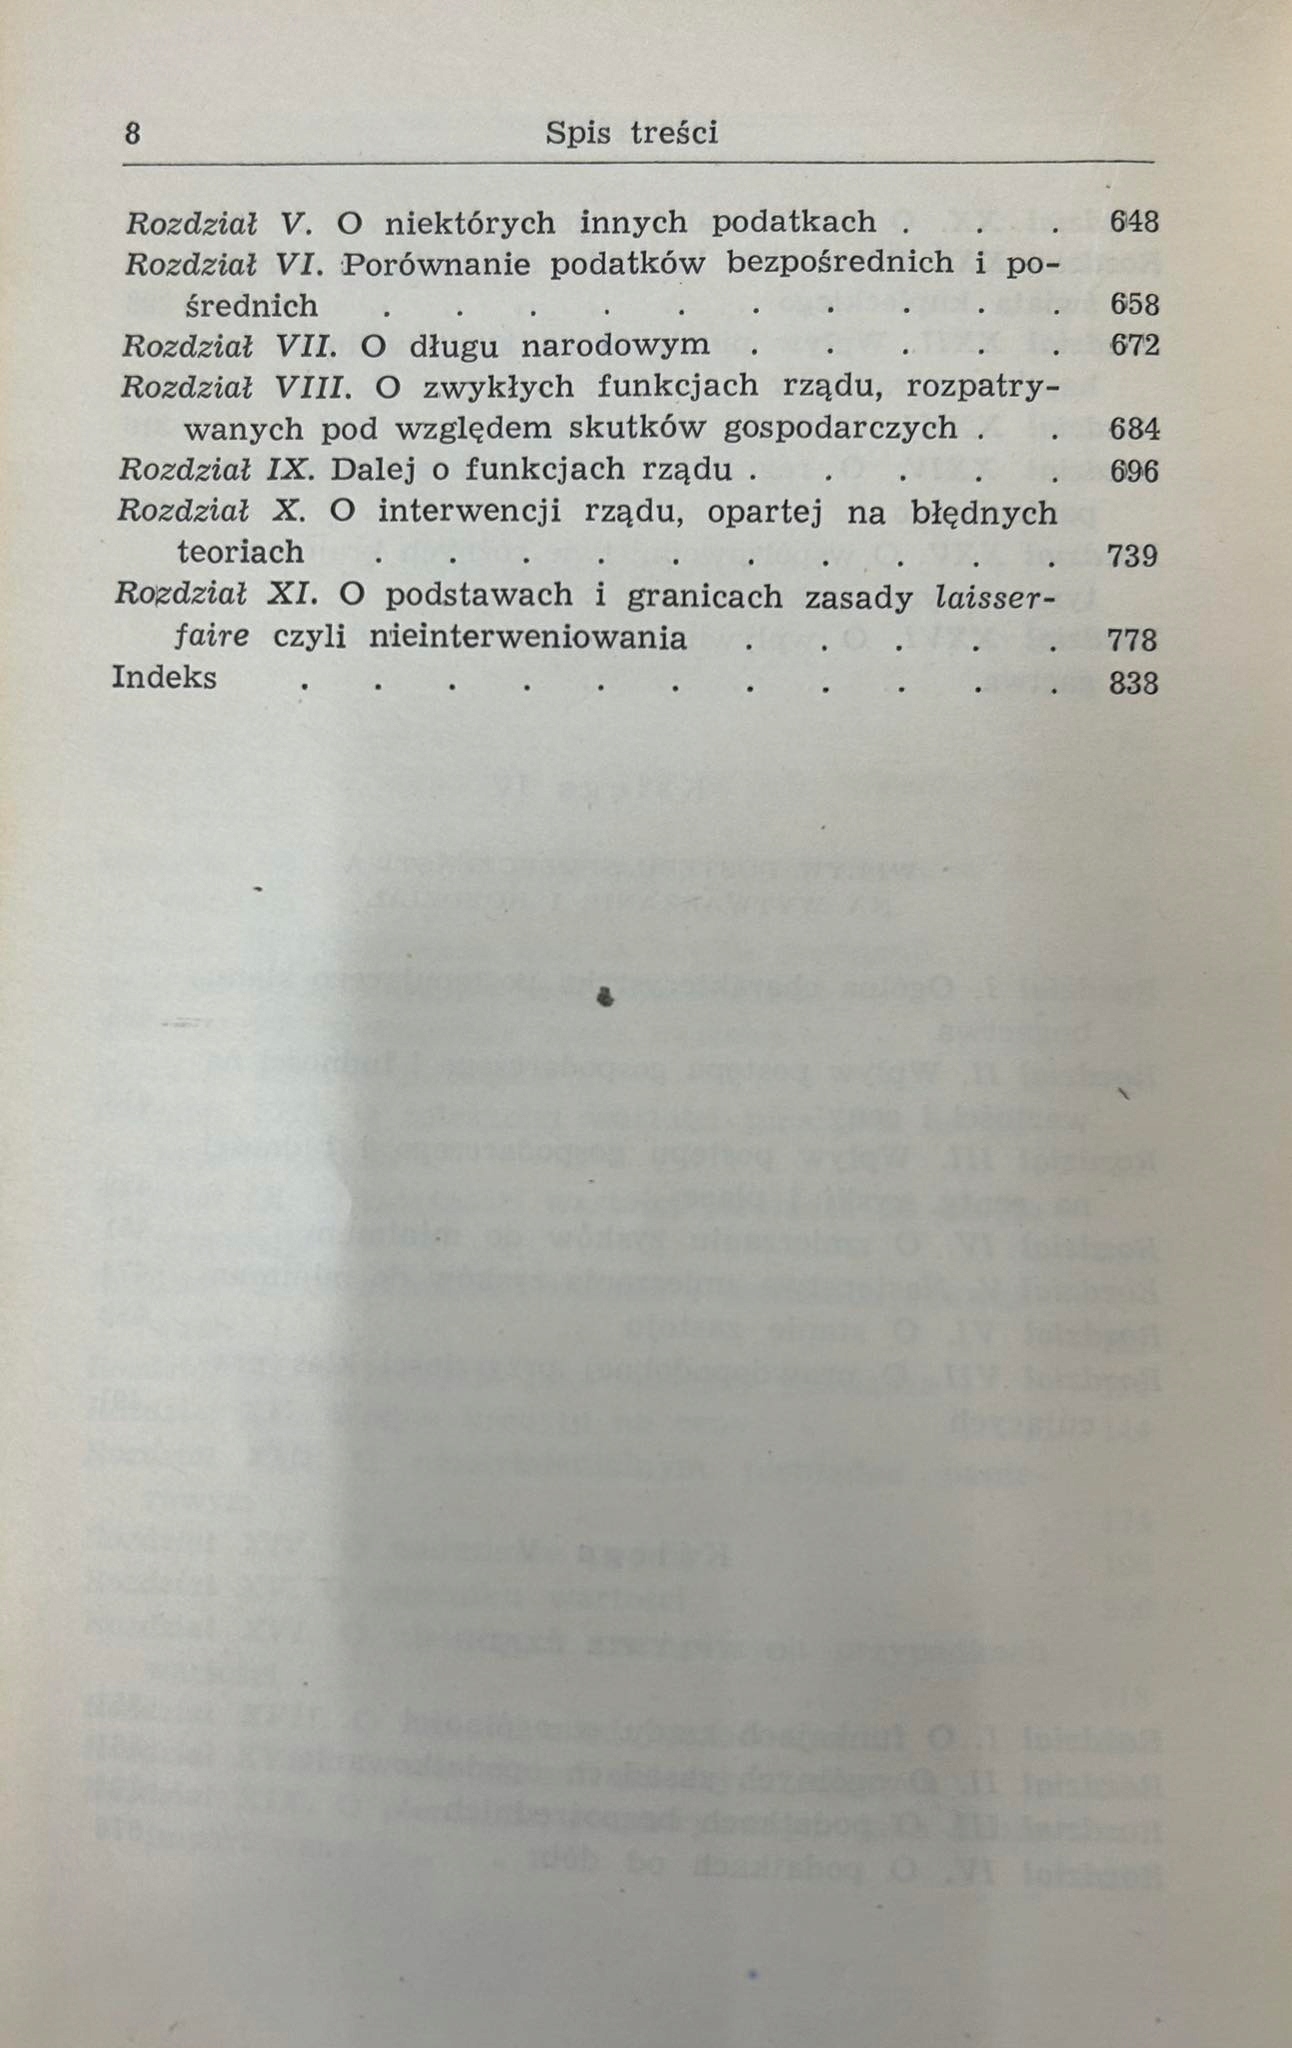 8 Spis treści
Rozdział V. O niektórych innych podatkach . . . 648
Rozdział VI. Porównanie podatków bezpośrednich i po-
średnich . . . . . . . . . . 658
Rozdział VII. O długu narodowym . . . . . 672
Rozdział VIII. O zwykłych funkcjach rządu, rozpatry-
wanych pod względem skutków gospodarczych . . 684
Rozdział IX. Dalej o funkcjach rządu . . . . . 696
Rozdział X. O interwencji rządu, opartej na błędnych
teoriach . . . . . . . . . . 739
Rozdział XI. O podstawach i granicach zasady laisser-
faire czyli nieinterweniowania . . . . . 778
Indeks . . . . . . . . . . . 838